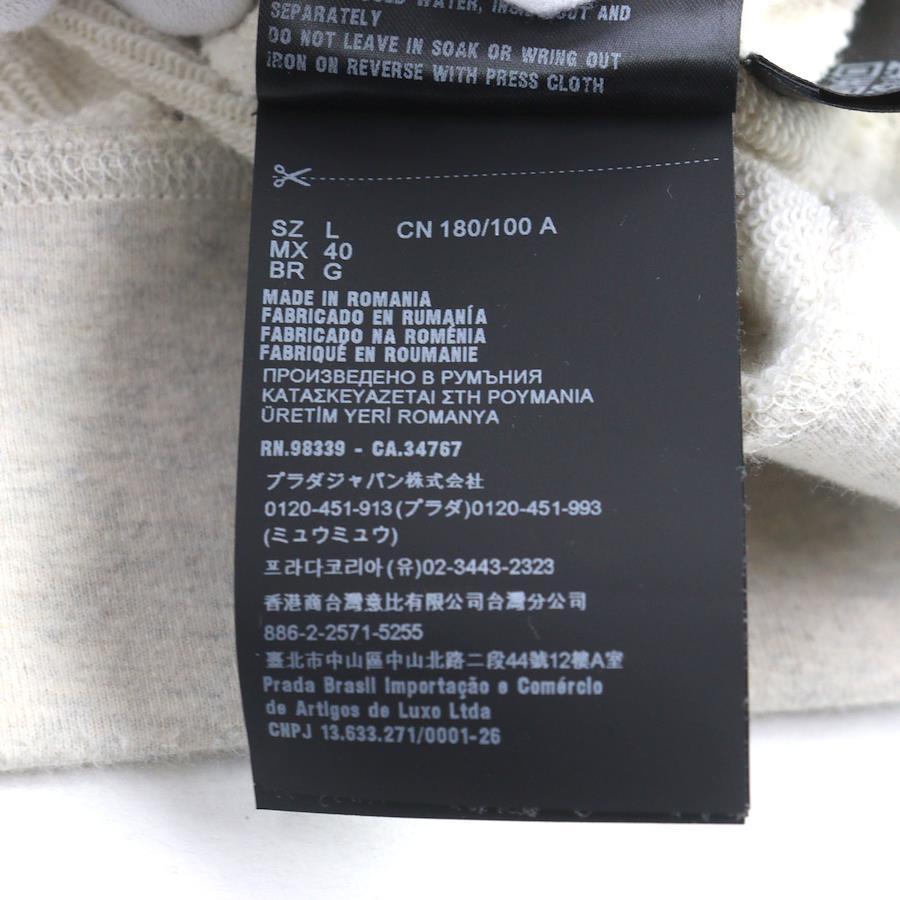 COLD WATER, INSIDE OUT AND
SEPARATELY
DO NOT LEAVE IN SOAK OR WRING OUT
IRON ON REVERSE WITH PRESS CLOTH
SZ L CN 180/100 A
MX 40
BR G
MADE IN ROMANIA
FABRICADO EN RUMANÍA
FABRICADO NA ROMÉNIA
FABRIQUÉ EN ROUMANIE
ПРОИЗВЕДЕНО В РУМЪНИЯ
ΚΑΤΑΣΚΕΥΑΖΕΤΑΙ ΣΤΗ ΡΟΥΜΑΝΙΑ
ÜRETİM YERİ ROMANYA
RN.98339 - CA.34767
プラダジャパン株式会社
0120-451-913(プラダ)0120-451-993
(ミュウミュウ)
프라다코리아(유)02-3443-2323
香港商台灣意比有限公司台灣分公司
886-2-2571-5255
臺北市中山區中山北路二段44號12樓A室
Prada Brasil Importação e Comércio
de Artigos de Luxo Ltda
CNPJ 13.633.271/0001-26